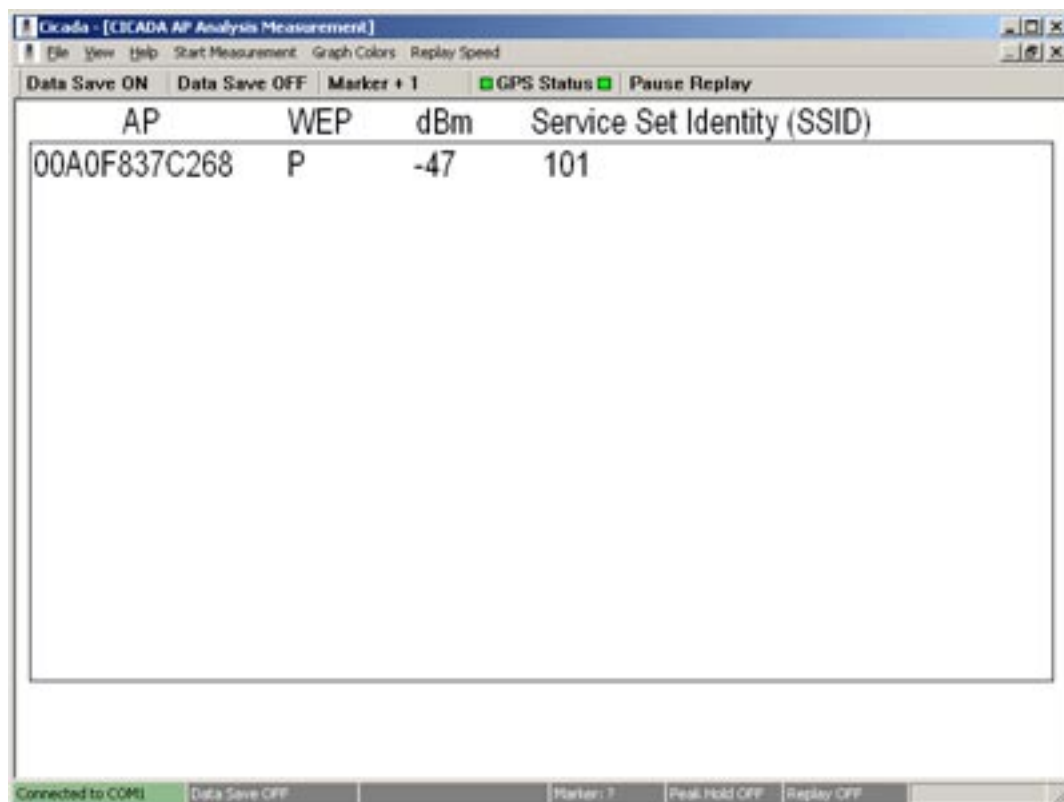 Cicada - [CICADA AP Analysis Measurement]
File View Help Start Measurement Graph Colors Replay Speed
Data Save ON Data Save OFF Marker + 1 GPS Status Pause Replay
AP WEP dBm Service Set Identity (SSID)
00A0F837C268 P -47 101
Connected to COM1 Data Save OFF Marker: ? Peak Hold OFF Replay OFF